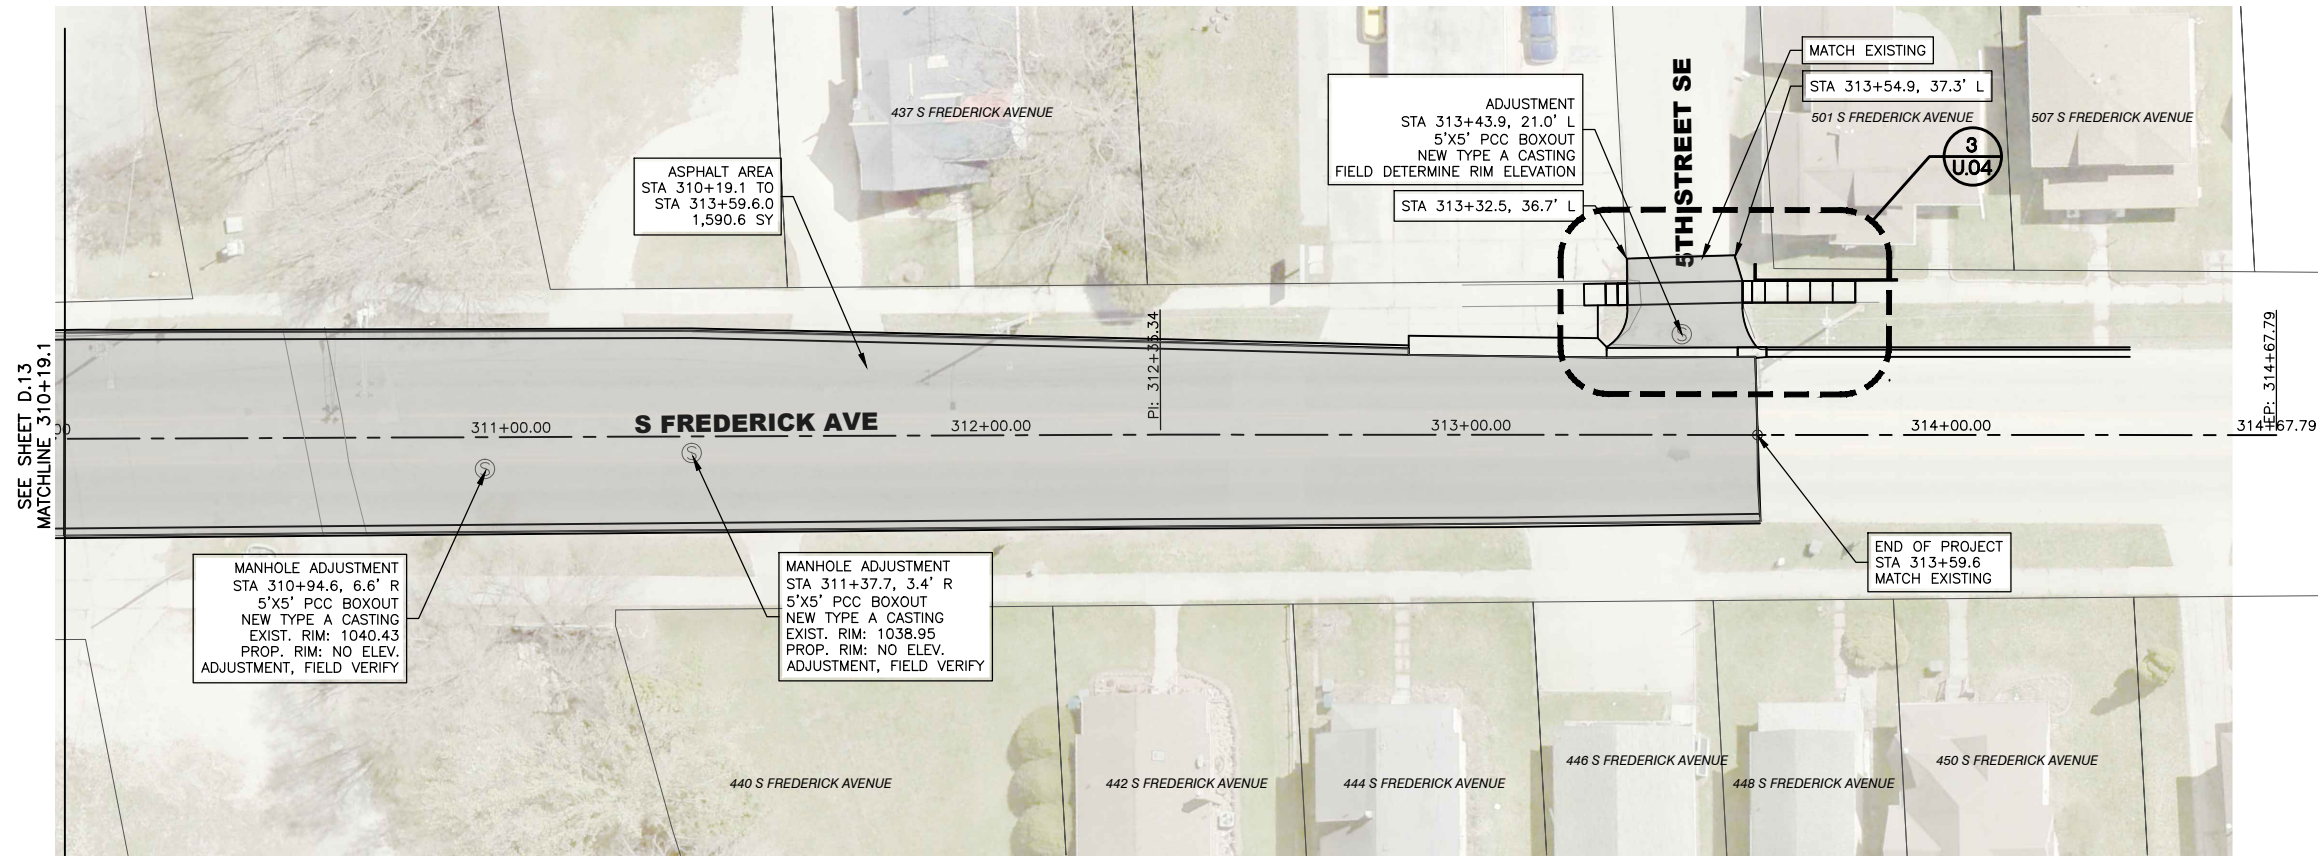 MATCH EXISTING
STA 313+54.9, 37.3' L
5TH STREET SE
ADJUSTMENT
STA 313+43.9, 21.0' L
5'X5' PCC BOXOUT
NEW TYPE A CASTING
FIELD DETERMINE RIM ELEVATION
STA 313+32.5, 36.7' L
437 S FREDERICK AVENUE
501 S FREDERICK AVENUE
507 S FREDERICK AVENUE
3
U.04
ASPHALT AREA
STA 310+19.1 TO
STA 313+59.6.0
1,590.6 SY
SEE SHEET D.13
MATCHLINE 310+19.1
PI: 312+35.34
EP: 314+67.79
00
311+00.00
S FREDERICK AVE
312+00.00
313+00.00
314+00.00
314+67.79
S
S
S
MANHOLE ADJUSTMENT
STA 310+94.6, 6.6' R
5'X5' PCC BOXOUT
NEW TYPE A CASTING
EXIST. RIM: 1040.43
PROP. RIM: NO ELEV.
ADJUSTMENT, FIELD VERIFY
MANHOLE ADJUSTMENT
STA 311+37.7, 3.4' R
5'X5' PCC BOXOUT
NEW TYPE A CASTING
EXIST. RIM: 1038.95
PROP. RIM: NO ELEV.
ADJUSTMENT, FIELD VERIFY
END OF PROJECT
STA 313+59.6
MATCH EXISTING
440 S FREDERICK AVENUE
442 S FREDERICK AVENUE
444 S FREDERICK AVENUE
446 S FREDERICK AVENUE
448 S FREDERICK AVENUE
450 S FREDERICK AVENUE